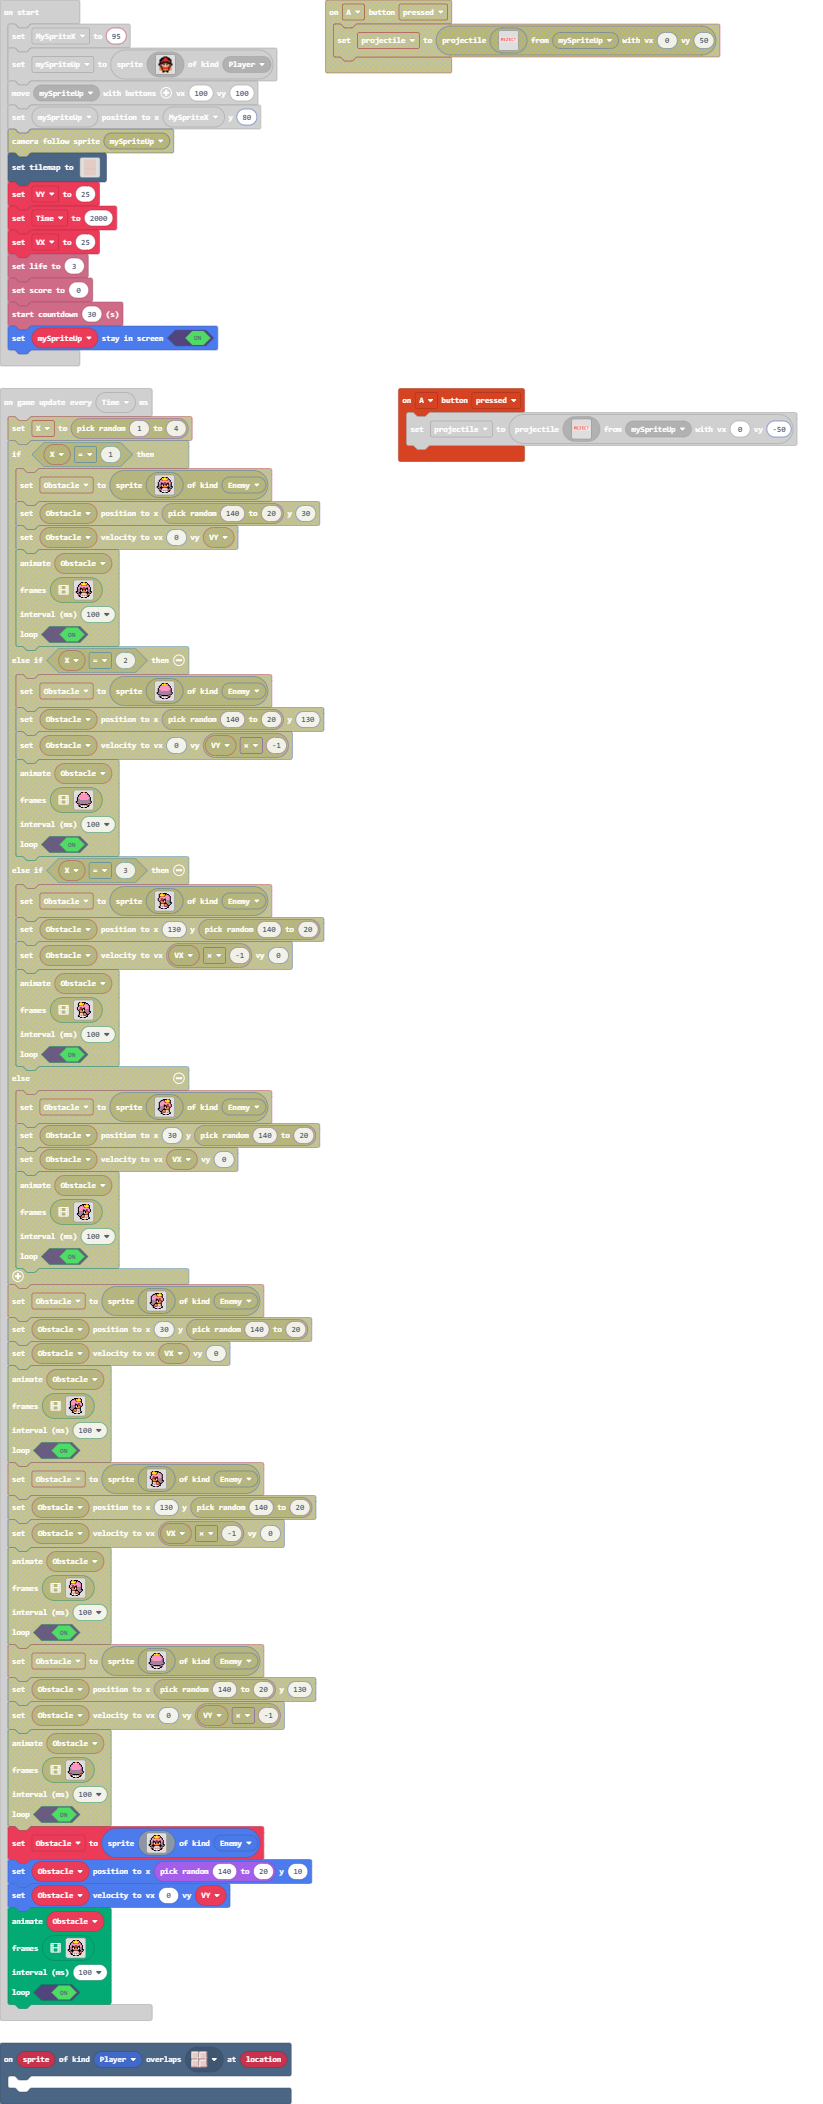 on start
set MySpriteX to 95
set mySpriteUp to sprite of kind Player
move mySpriteUp with buttons vx 100 vy 100
set mySpriteUp position to x MySpriteX y 80
camera follow sprite mySpriteUp
set tilemap to
set VY to 25
set Time to 2000
set VX to 25
set life to 3
set score to 0
start countdown 30 (s)
set mySpriteUp stay in screen ON
on A button pressed
set projectile to projectile from mySpriteUp with vx 0 vy 50
on game update every Time ms
set X to pick random 1 to 4
if X = 1 then
set Obstacle to sprite of kind Enemy
set Obstacle position to x pick random 140 to 20 y 30
set Obstacle velocity to vx 0 vy VY
animate Obstacle
frames
interval (ms) 100
loop ON
else if X = 2 then
set Obstacle to sprite of kind Enemy
set Obstacle position to x pick random 140 to 20 y 130
set Obstacle velocity to vx 0 vy VY × -1
animate Obstacle
frames
interval (ms) 100
loop ON
else if X = 3 then
set Obstacle to sprite of kind Enemy
set Obstacle position to x 130 y pick random 140 to 20
set Obstacle velocity to vx VX × -1 vy 0
animate Obstacle
frames
interval (ms) 100
loop ON
else
set Obstacle to sprite of kind Enemy
set Obstacle position to x 30 y pick random 140 to 20
set Obstacle velocity to vx VX vy 0
animate Obstacle
frames
interval (ms) 100
loop ON
set Obstacle to sprite of kind Enemy
set Obstacle position to x 30 y pick random 140 to 20
set Obstacle velocity to vx VX vy 0
animate Obstacle
frames
interval (ms) 100
loop ON
set Obstacle to sprite of kind Enemy
set Obstacle position to x 130 y pick random 140 to 20
set Obstacle velocity to vx VX × -1 vy 0
animate Obstacle
frames
interval (ms) 100
loop ON
set Obstacle to sprite of kind Enemy
set Obstacle position to x pick random 140 to 20 y 130
set Obstacle velocity to vx 0 vy VY × -1
animate Obstacle
frames
interval (ms) 100
loop ON
set Obstacle to sprite of kind Enemy
set Obstacle position to x pick random 140 to 20 y 10
set Obstacle velocity to vx 0 vy VY
animate Obstacle
frames
interval (ms) 100
loop ON
on A button pressed
set projectile to projectile from mySpriteUp with vx 0 vy -50
on sprite of kind Player overlaps at location